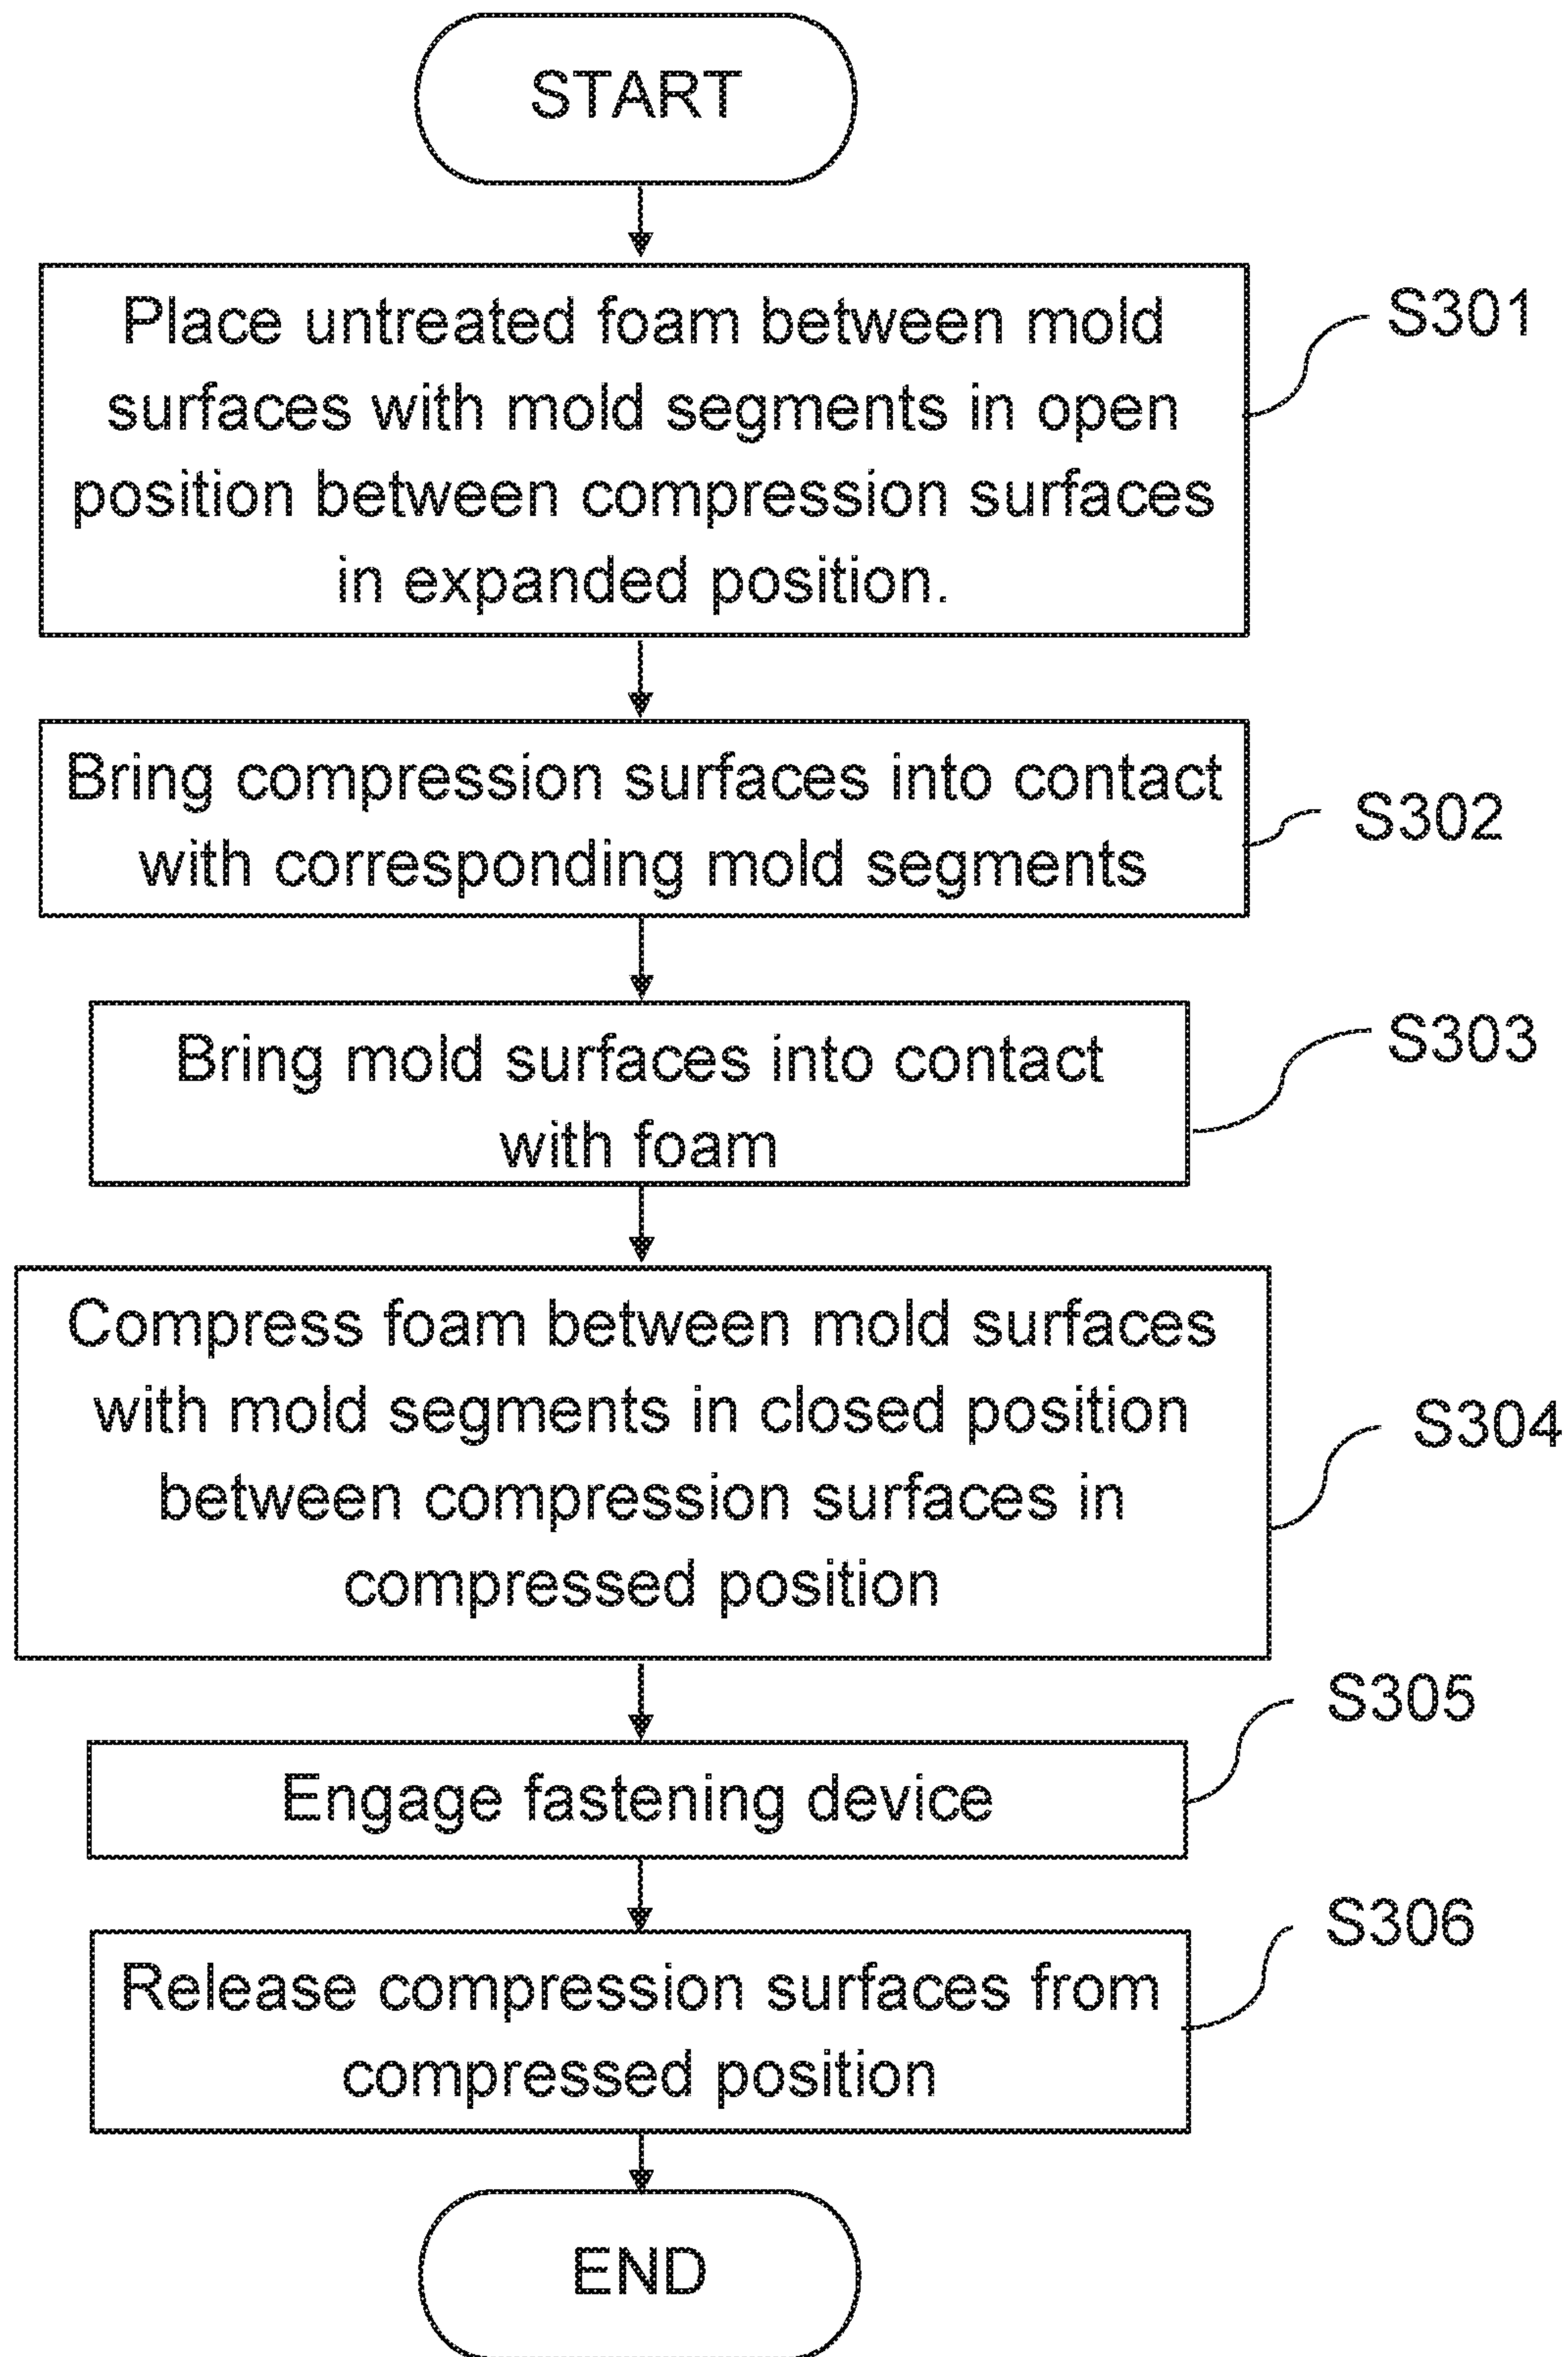 START
Place untreated foam between mold
surfaces with mold segments in open
position between compression surfaces
in expanded position.
S301
Bring compression surfaces into contact
with corresponding mold segments
S302
Bring mold surfaces into contact
with foam
S303
Compress foam between mold surfaces
with mold segments in closed position
between compression surfaces in
compressed position
S304
Engage fastening device
S305
Release compression surfaces from
compressed position
S306
END